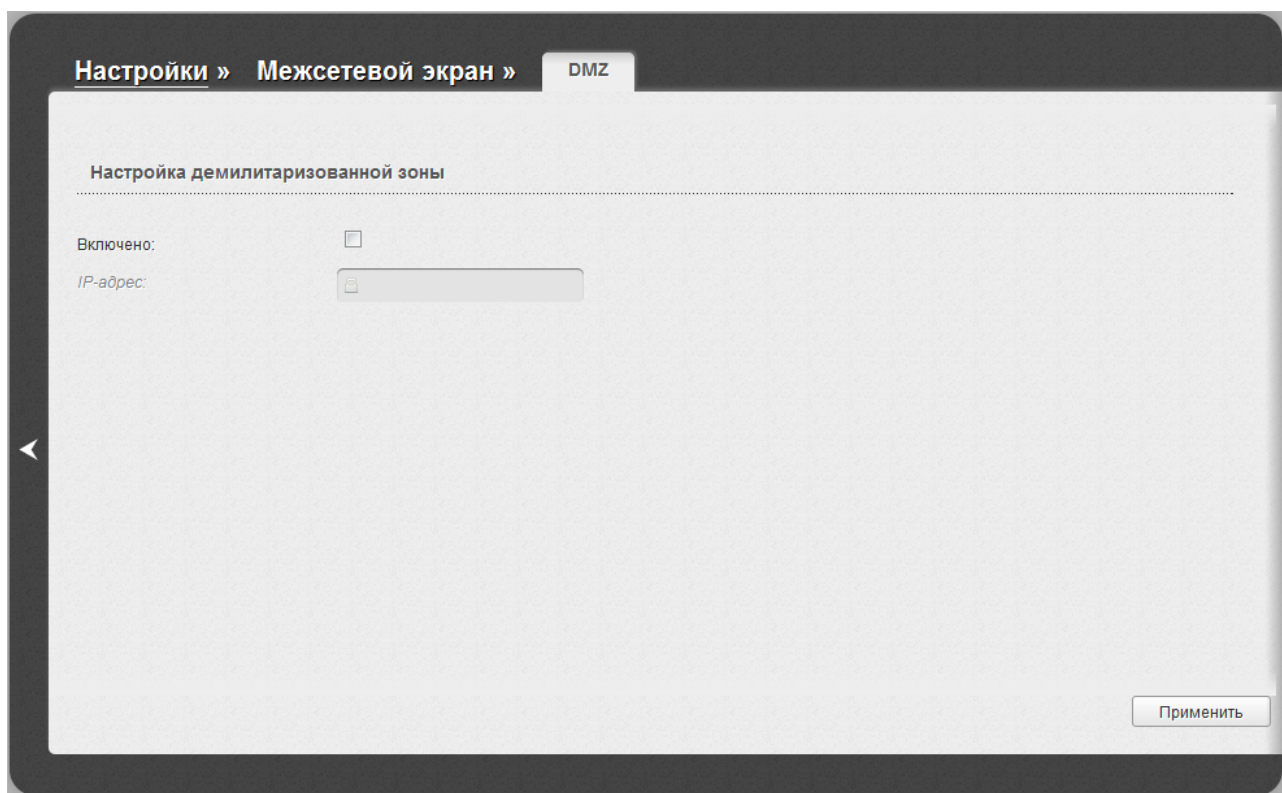 Настройки » Межсетевой экран » DMZ
Настройка демилитаризованной зоны
Включено:
IP-адрес:
Применить